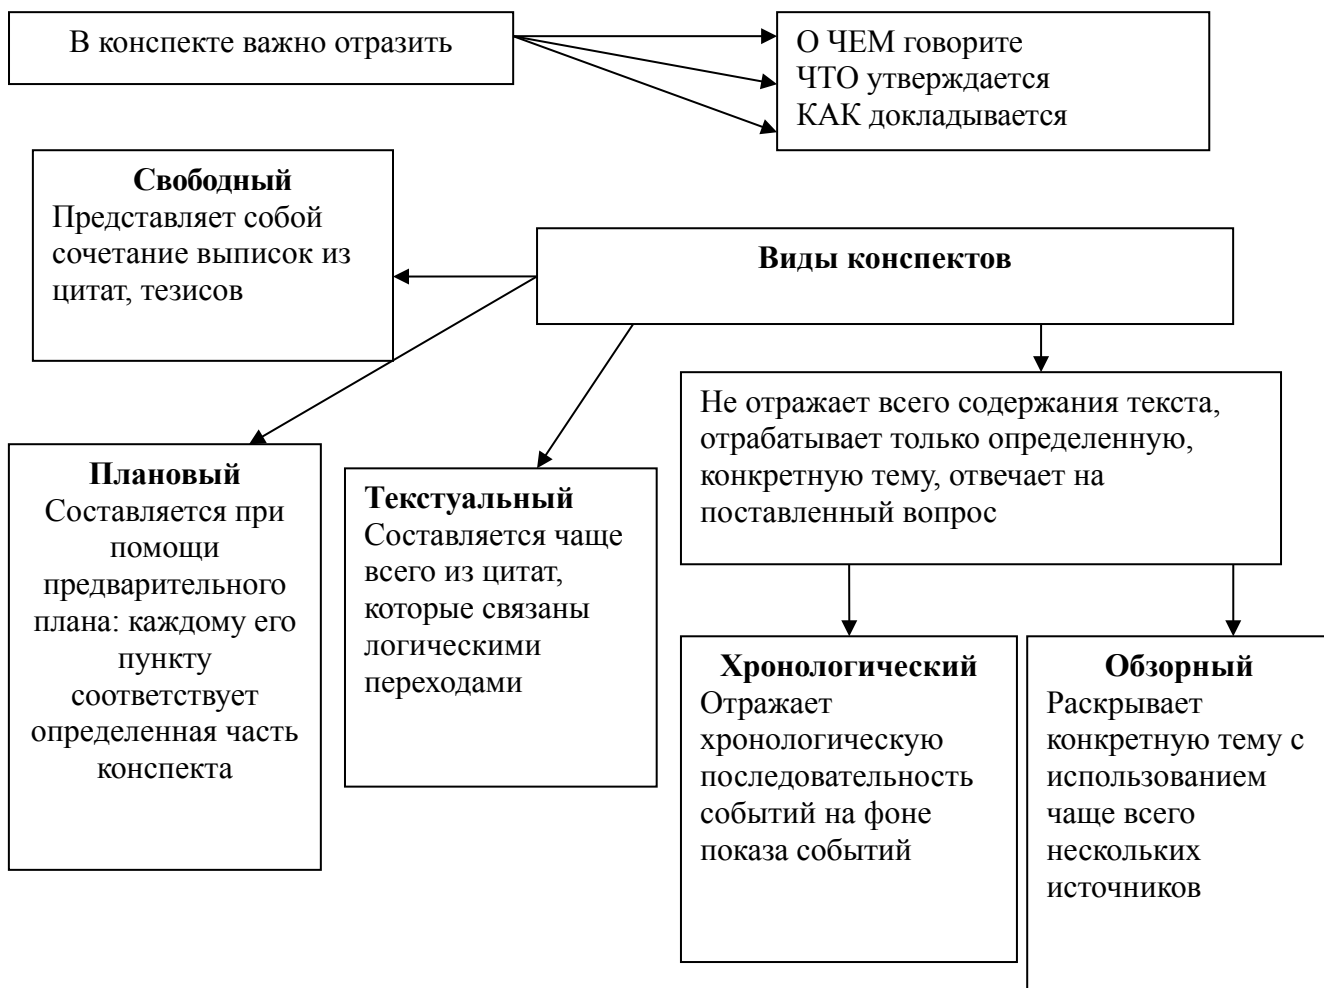 В конспекте важно отразить
О ЧЕМ говорите
ЧТО утверждается
КАК докладывается
Свободный
Представляет собой
сочетание выписок из
цитат, тезисов
Виды конспектов
Не отражает всего содержания текста,
отрабатывает только определенную,
конкретную тему, отвечает на
поставленный вопрос
Плановый
Составляется при
помощи
предварительного
плана: каждому его
пункту
соответствует
определенная часть
конспекта
Текстуальный
Составляется чаще
всего из цитат,
которые связаны
логическими
переходами
Хронологический
Отражает
хронологическую
последовательность
событий на фоне
показа событий
Обзорный
Раскрывает
конкретную тему с
использованием
чаще всего
нескольких
источников